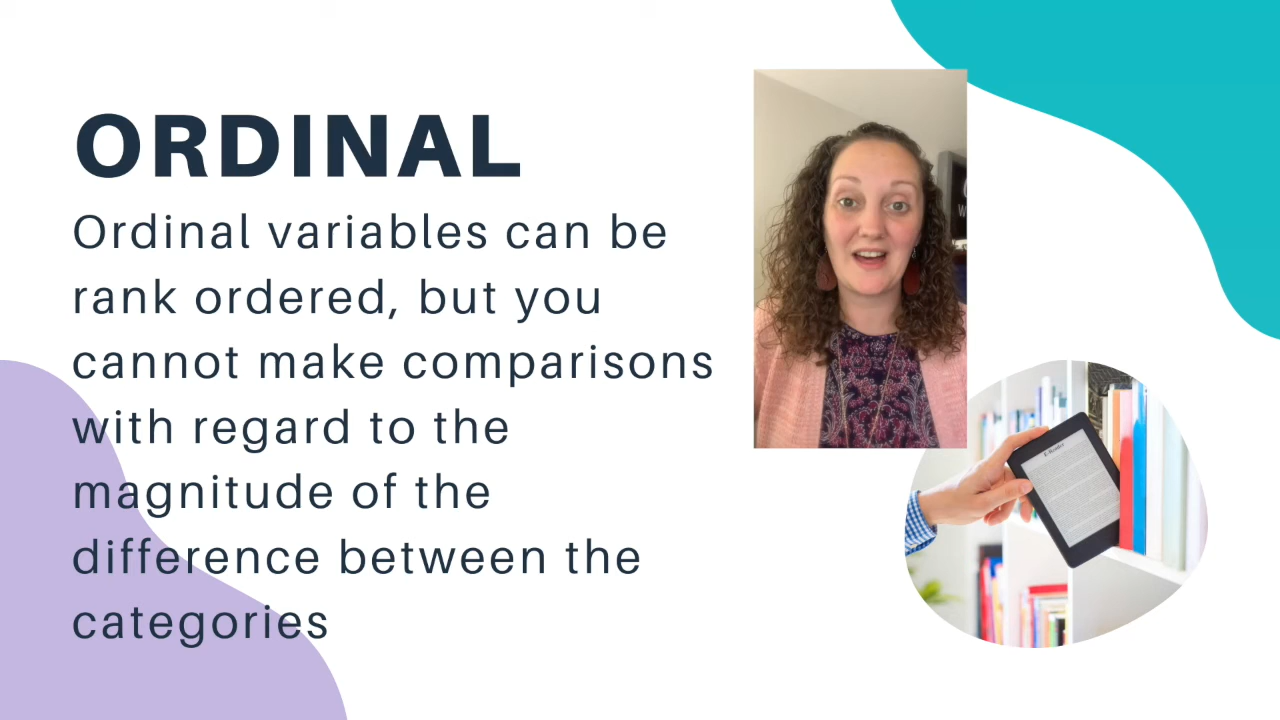 ORDINAL
Ordinal variables can be
rank ordered, but you
cannot make comparisons
with regard to the
magnitude of the
difference between the
categories